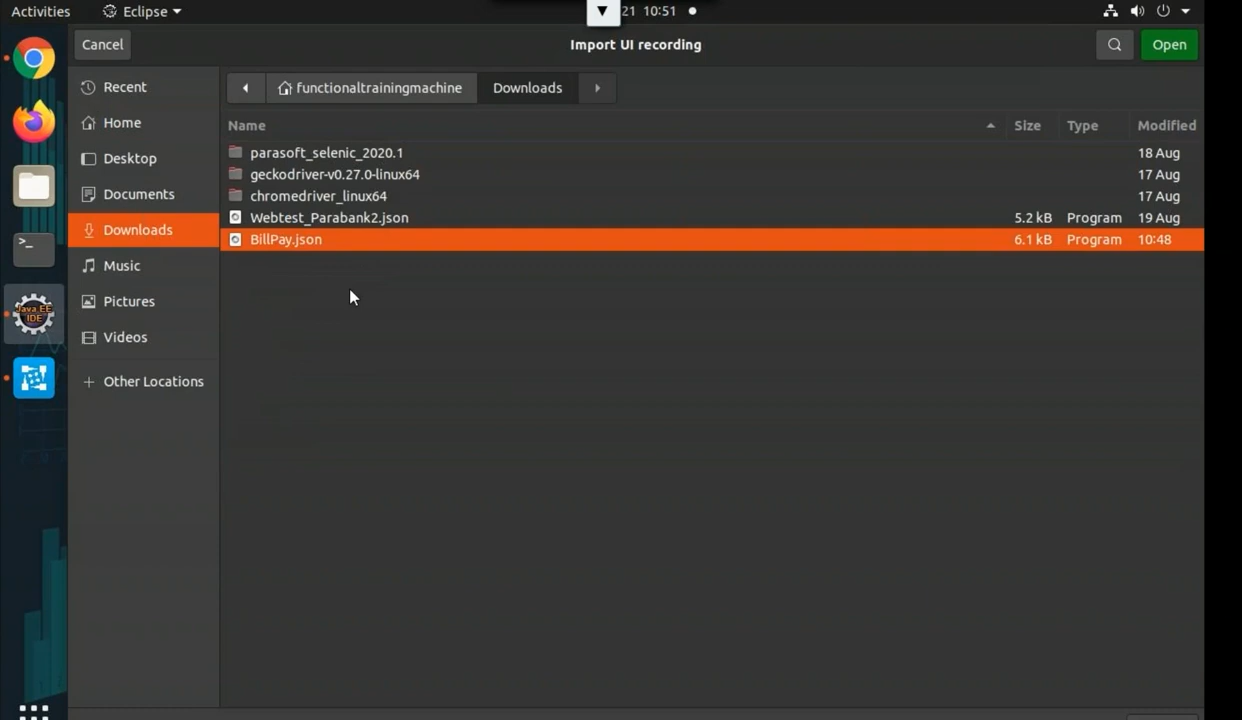 Activities Eclipse 21 10:51
Cancel Import UI recording Open
Recent
Home
Desktop
Documents
Downloads
Music
Pictures
Videos
Other Locations
functionaltrainingmachine Downloads
Name Size Type Modified
parasoft_selenic_2020.1 18 Aug
geckodriver-v0.27.0-linux64 17 Aug
chromedriver_linux64 17 Aug
Webtest_Parabank2.json 5.2 kB Program 19 Aug
BillPay.json 6.1 kB Program 10:48
Java EE
IDE